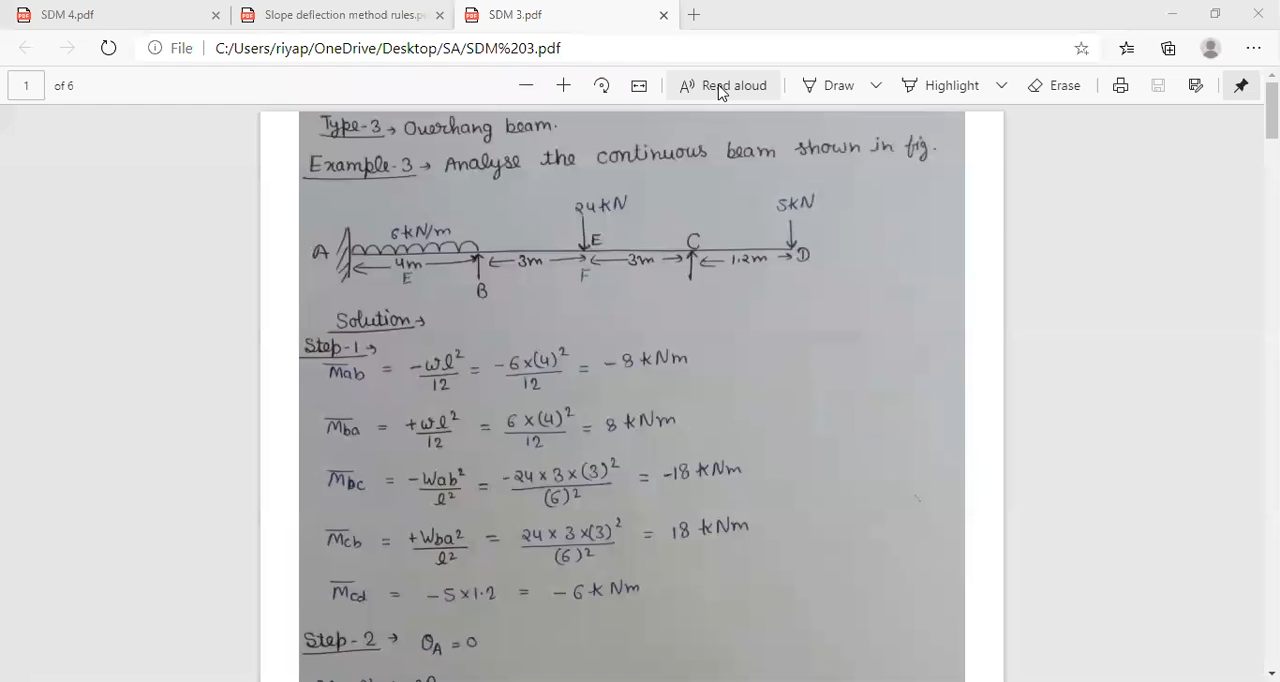 SDM 4.pdf
Slope deflection method rules.p
SDM 3.pdf
File
C:/Users/riyap/OneDrive/Desktop/SA/SDM%203.pdf
1 of 6
Read aloud
Draw
Highlight
Erase
Type-3 → Overhang beam.
Example-3 → Analyse the continuous beam shown in fig.
24kN 5kN
6kN/m E C
A
4m 3m 3m 1.2m D
E F
B
Solution →
Step-1 →
M̅ab = -wl²/12 = -6×(4)²/12 = -8 kNm
M̅ba = +wl²/12 = 6×(4)²/12 = 8 kNm
M̅bc = -Wab²/l² = -24×3×(3)²/(6)² = -18 kNm
M̅cb = +Wba²/l² = 24×3×(3)²/(6)² = 18 kNm
M̅cd = -5×1.2 = -6 kNm
Step-2 → θA = 0